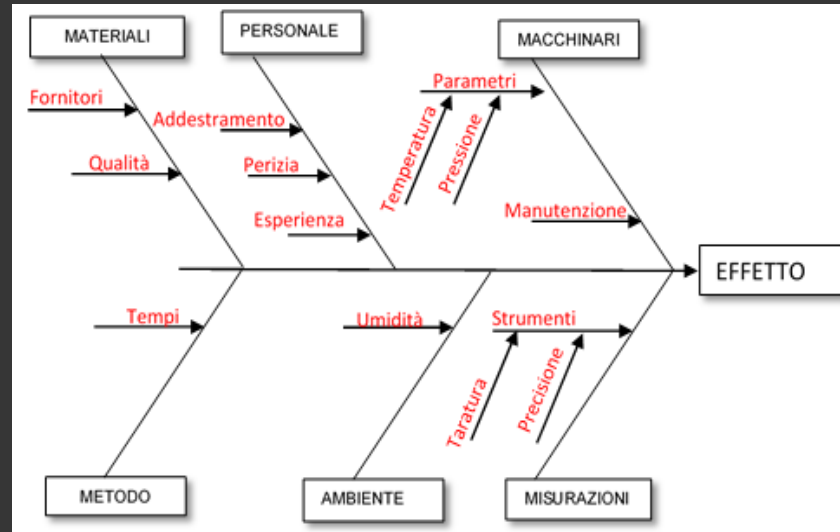 MATERIALI
PERSONALE
MACCHINARI
Fornitori
Qualità
Addestramento
Perizia
Esperienza
Parametri
Temperatura
Pressione
Manutenzione
EFFETTO
Tempi
Umidità
Strumenti
Taratura
Precisione
METODO
AMBIENTE
MISURAZIONI